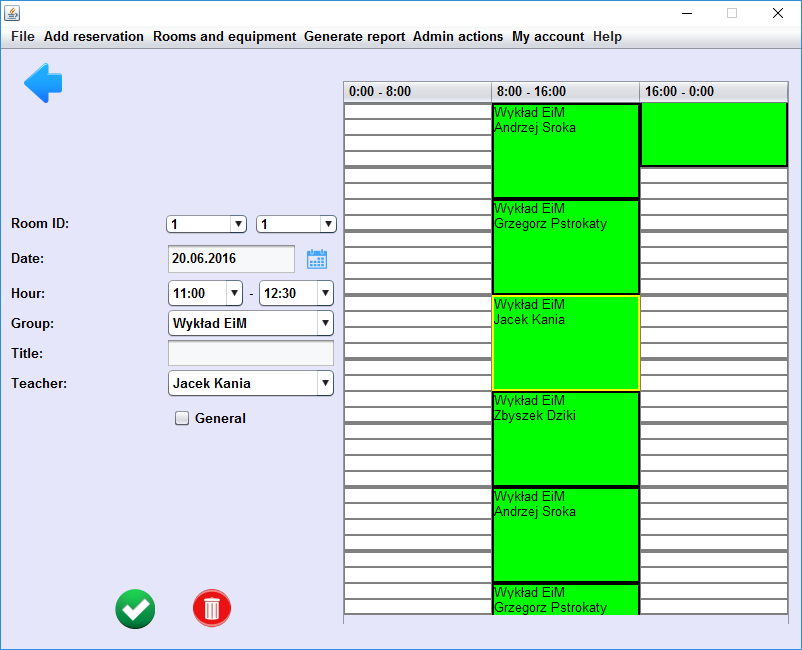 File Add reservation Rooms and equipment Generate report Admin actions My account Help
0:00 - 8:00 8:00 - 16:00 16:00 - 0:00
Wykład EiM
Andrzej Sroka
Wykład EiM
Grzegorz Pstrokaty
Wykład EiM
Jacek Kania
Wykład EiM
Zbyszek Dziki
Wykład EiM
Andrzej Sroka
Wykład EiM
Grzegorz Pstrokaty
Room ID: 1 1
Date: 20.06.2016
Hour: 11:00 - 12:30
Group: Wykład EiM
Title:
Teacher: Jacek Kania
General